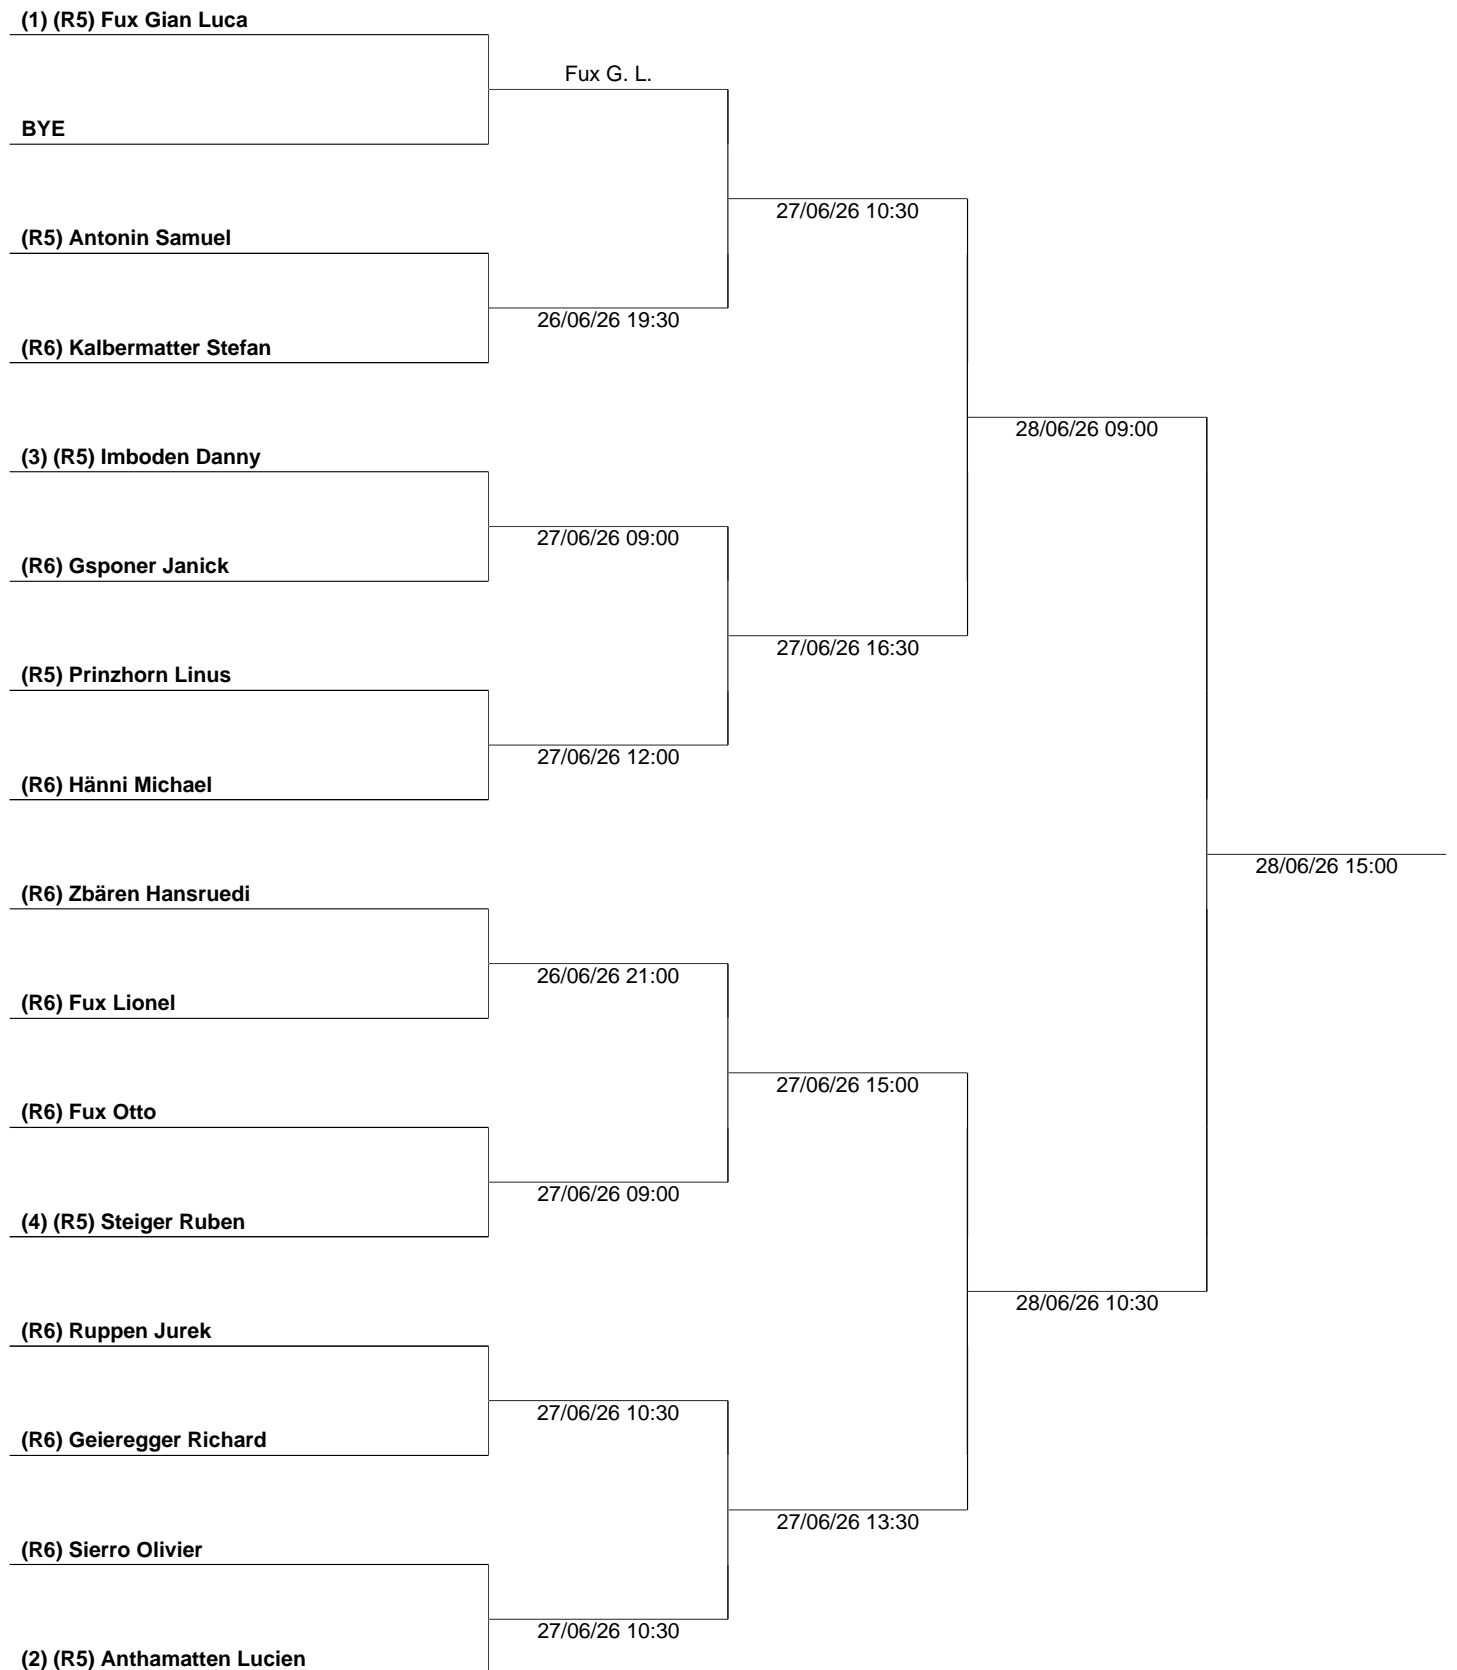 (1) (R5) Fux Gian Luca
Fux G. L.
BYE
27/06/26 10:30
(R5) Antonin Samuel
26/06/26 19:30
(R6) Kalbermatter Stefan
28/06/26 09:00
(3) (R5) Imboden Danny
27/06/26 09:00
(R6) Gsponer Janick
27/06/26 16:30
(R5) Prinzhorn Linus
27/06/26 12:00
(R6) Hänni Michael
28/06/26 15:00
(R6) Zbären Hansruedi
26/06/26 21:00
(R6) Fux Lionel
27/06/26 15:00
(R6) Fux Otto
27/06/26 09:00
(4) (R5) Steiger Ruben
28/06/26 10:30
(R6) Ruppen Jurek
27/06/26 10:30
(R6) Geieregger Richard
27/06/26 13:30
(R6) Sierro Olivier
27/06/26 10:30
(2) (R5) Anthamatten Lucien